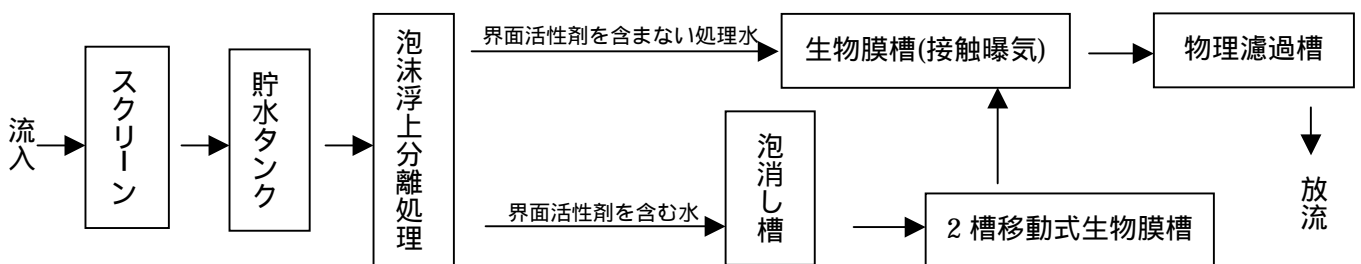 流入
スクリーン
貯水タンク
泡沫浮上分離処理
界面活性剤を含まない処理水
生物膜槽(接触曝気)
物理濾過槽
放流
界面活性剤を含む水
泡消し槽
2 槽移動式生物膜槽